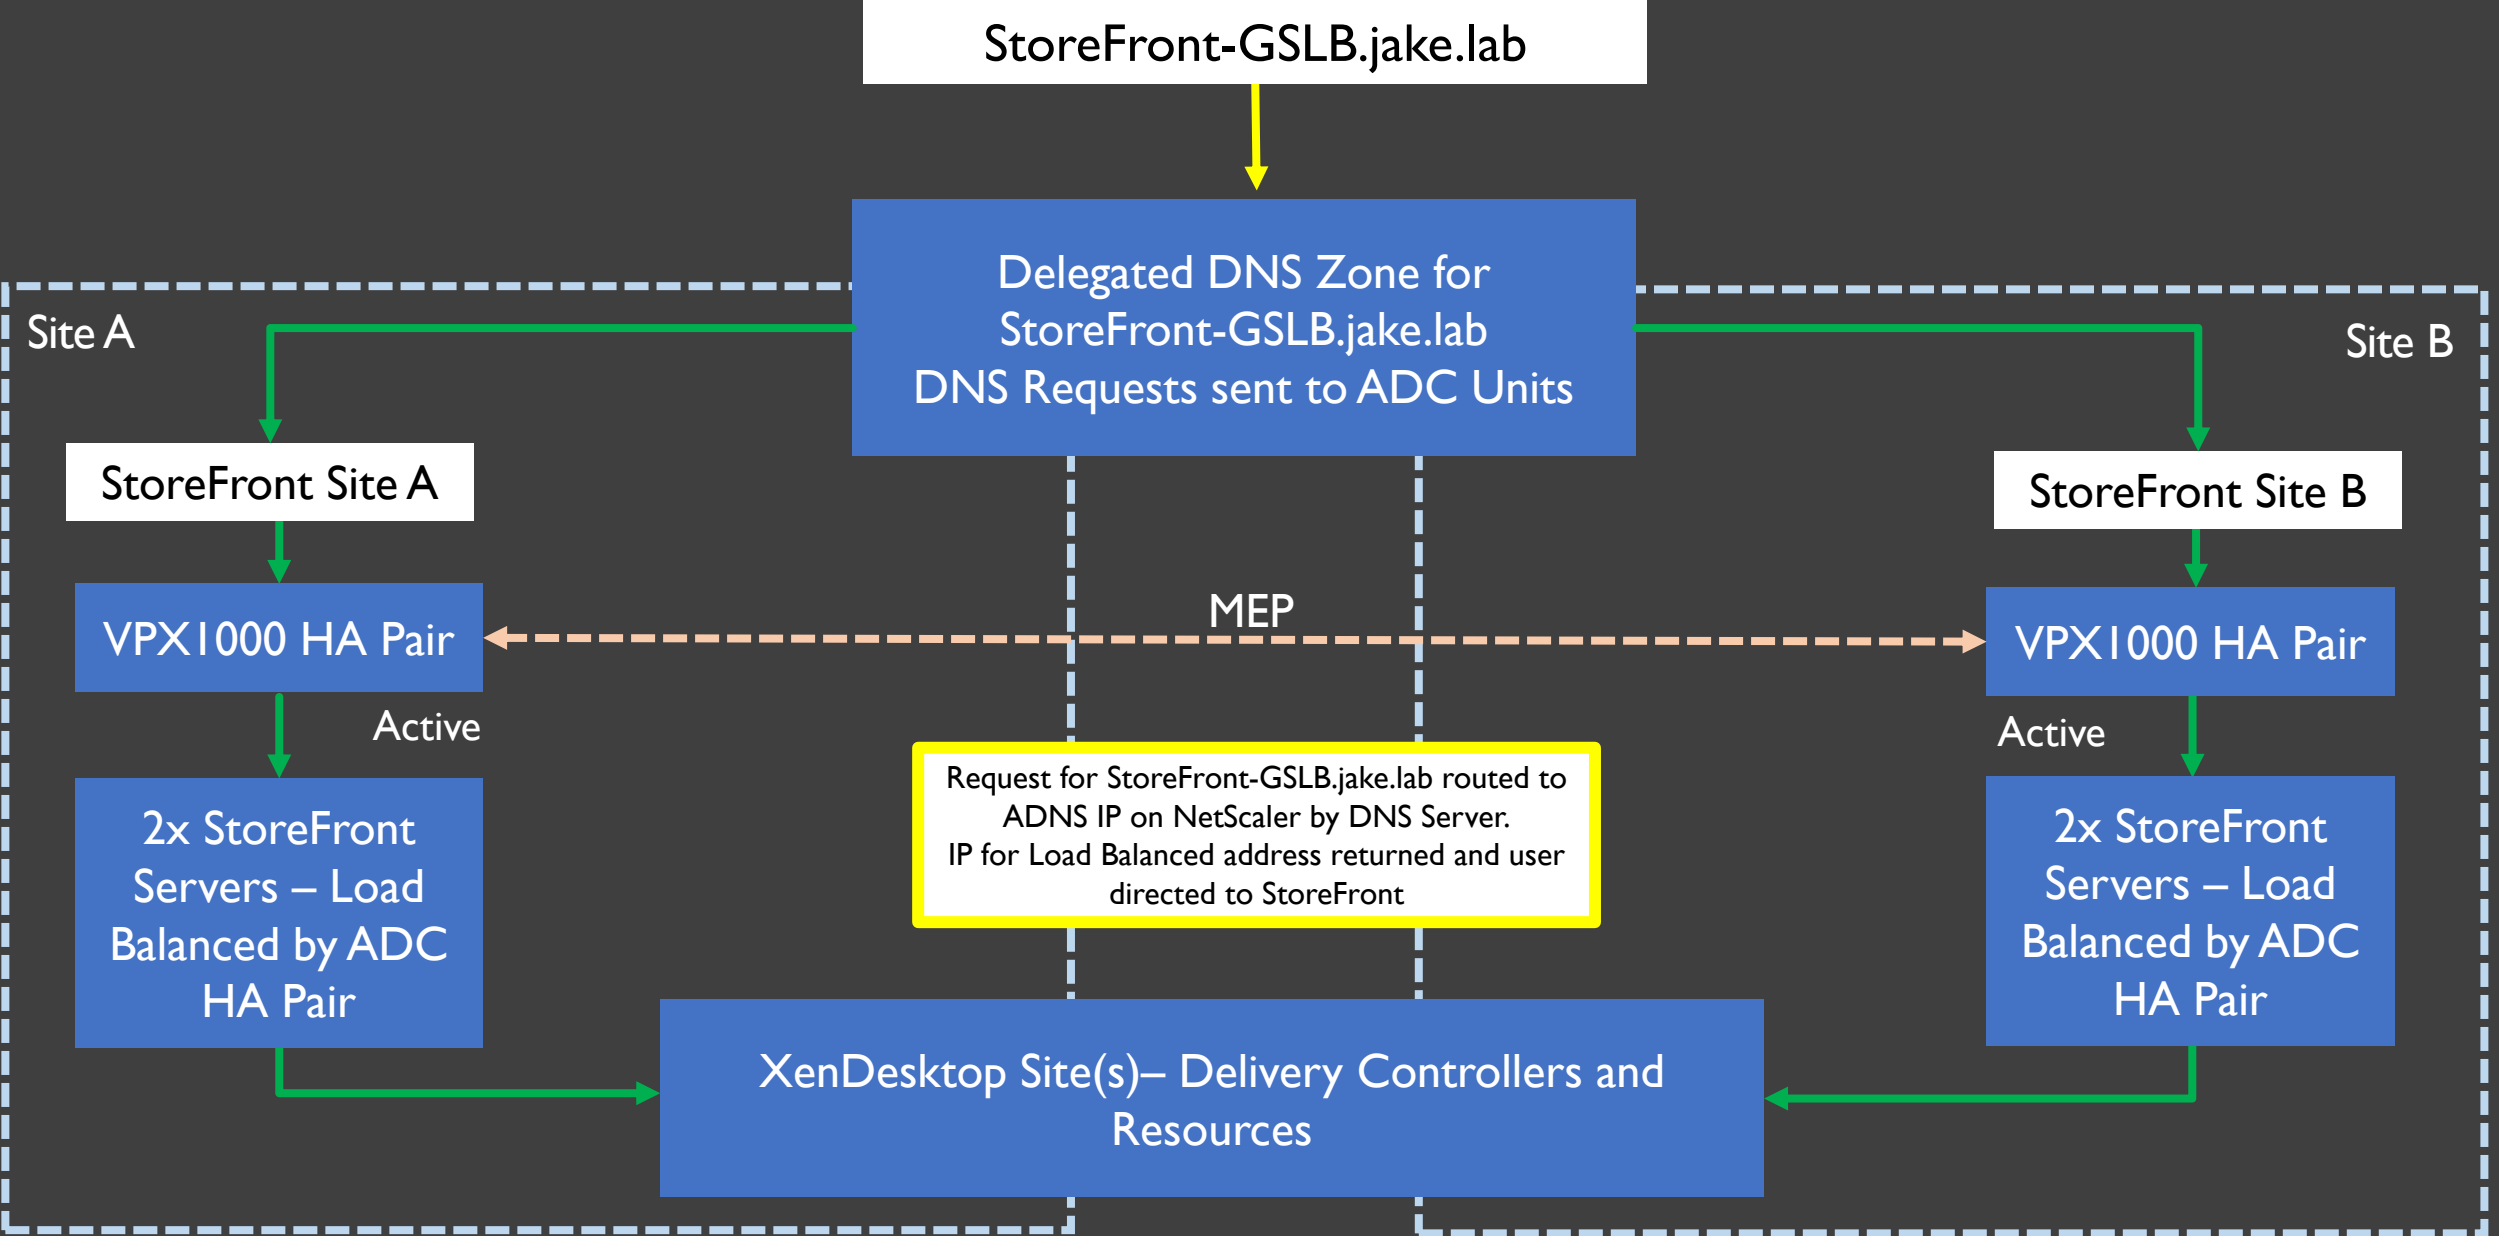 StoreFront-GSLB.jake.lab
Delegated DNS Zone for
StoreFront-GSLB.jake.lab
DNS Requests sent to ADC Units
Site A
Site B
StoreFront Site A
StoreFront Site B
VPX1000 HA Pair
MEP
VPX1000 HA Pair
Active
Active
2x StoreFront
Servers – Load
Balanced by ADC
HA Pair
Request for StoreFront-GSLB.jake.lab routed to
ADNS IP on NetScaler by DNS Server.
IP for Load Balanced address returned and user
directed to StoreFront
2x StoreFront
Servers – Load
Balanced by ADC
HA Pair
XenDesktop Site(s)– Delivery Controllers and
Resources